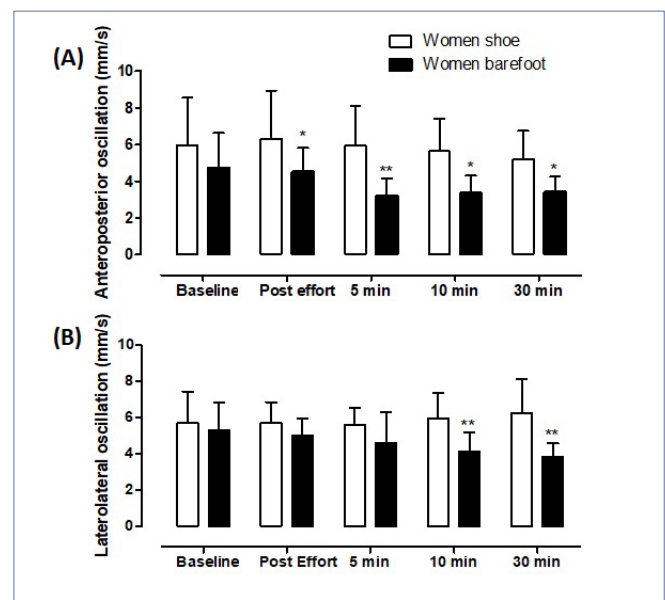 (A)
Women shoe
Women barefoot
Anteroposterior oscillation (mm/s)
10
8
6
4
2
0
*
**
*
*
Baseline Post effort 5 min 10 min 30 min
(B)
Laterolateral oscillation (mm/s)
10
8
6
4
2
0
**
**
Baseline Post Effort 5 min 10 min 30 min